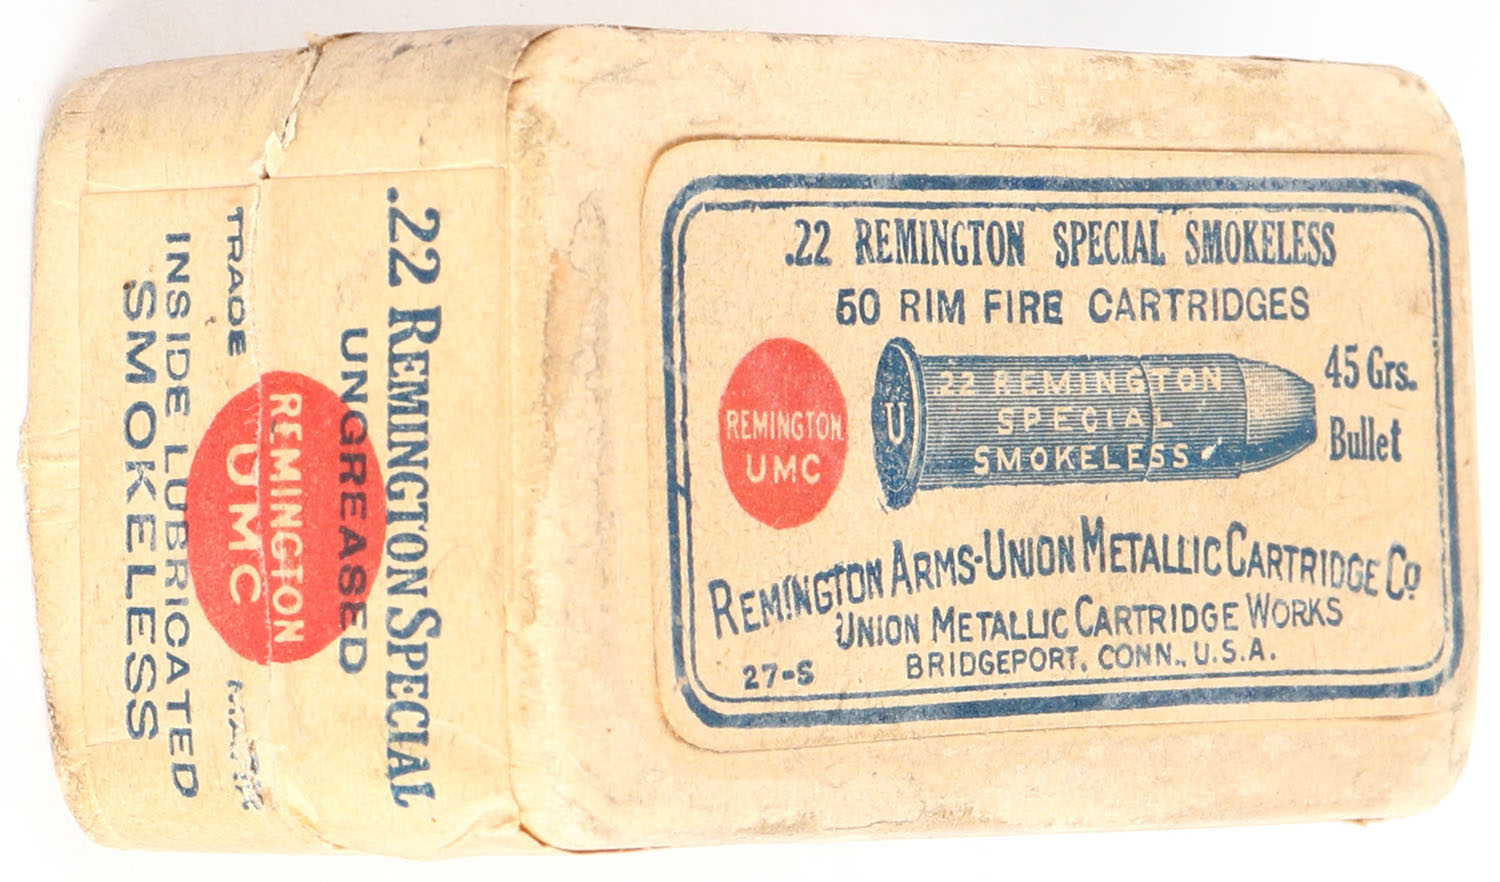 .22 REMINGTON SPECIAL SMOKELESS
50 RIM FIRE CARTRIDGES
REMINGTON
UMC
U
.22 REMINGTON
SPECIAL
SMOKELESS
45 Grs.
Bullet
REMINGTON ARMS-UNION METALLIC CARTRIDGE CO
UNION METALLIC CARTRIDGE WORKS
27-S
BRIDGEPORT, CONN., U.S.A.
.22 REMINGTON SPECIAL
UNGREASED
REMINGTON
UMC
TRADE MARK
INSIDE LUBRICATED
SMOKELESS